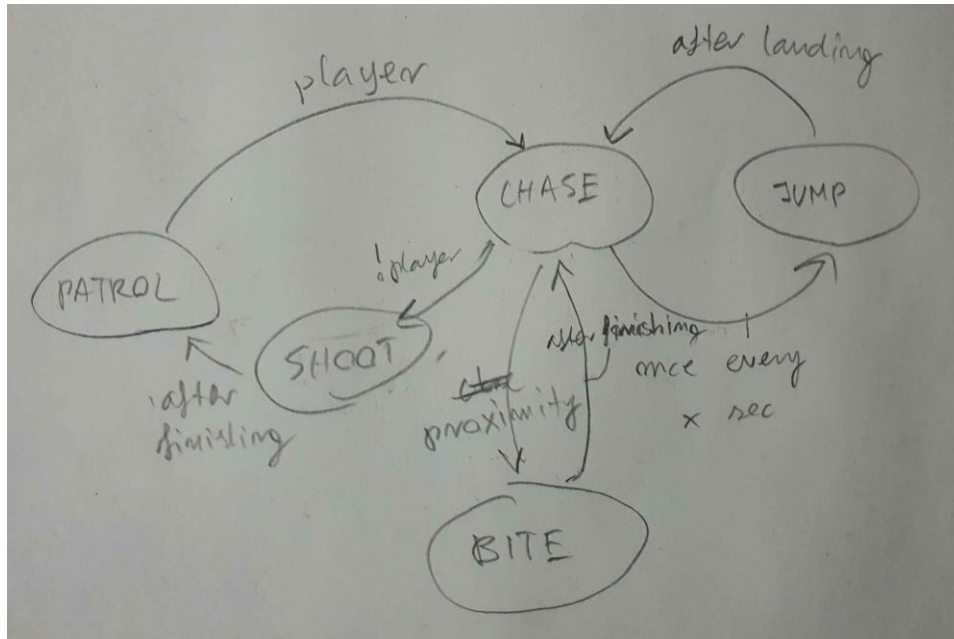 player
after landing
CHASE
JUMP
!player
PATROL
SHOOT
after finishing
once every
x sec
after
finishing
proximity
BITE